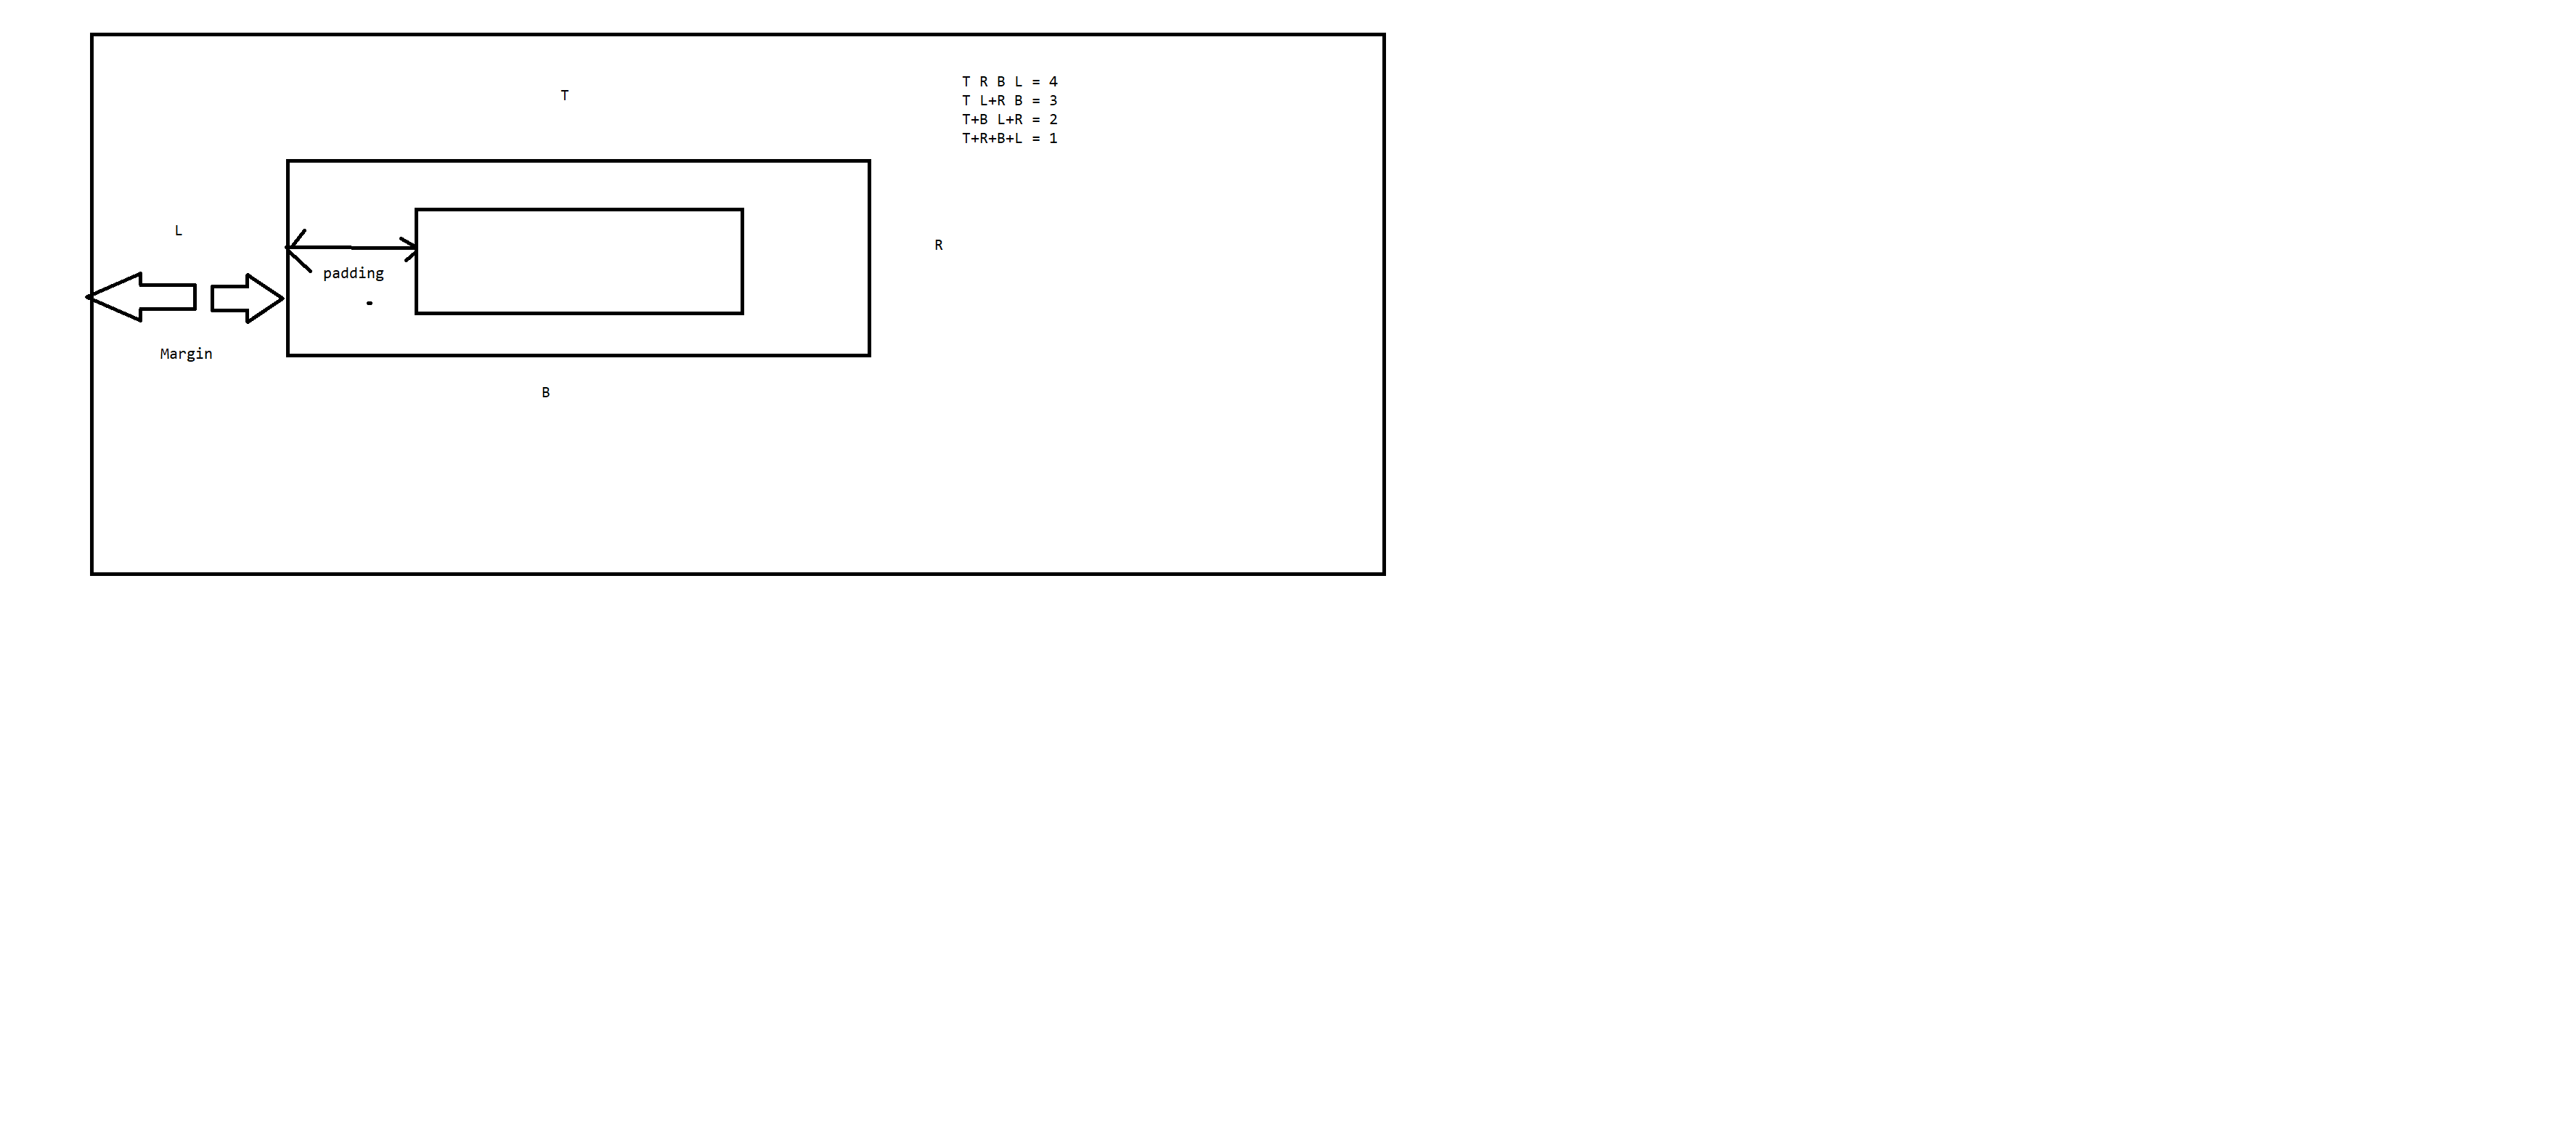 T R B L = 4
T L+R B = 3
T+B L+R = 2
T+R+B+L = 1
T
L
R
padding
Margin
B